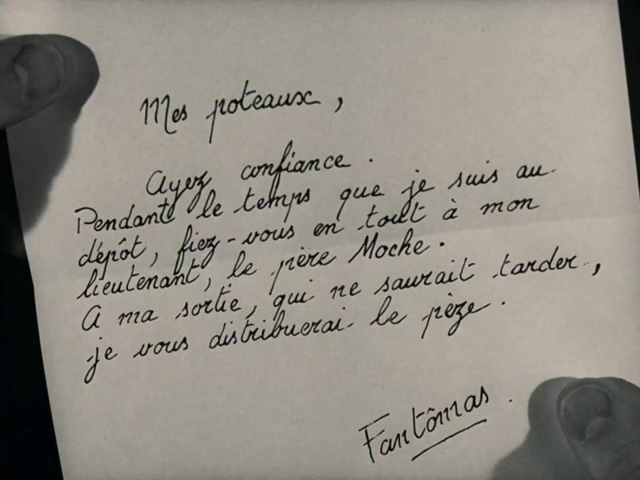 Mes poteaux,
Ayez confiance.
Pendant le temps que je suis au
dépôt, fiez-vous en tout à mon
lieutenant, le père Moche.
A ma sortie, qui ne saurait tarder,
je vous distribuerai le pèze.
Fantômas.